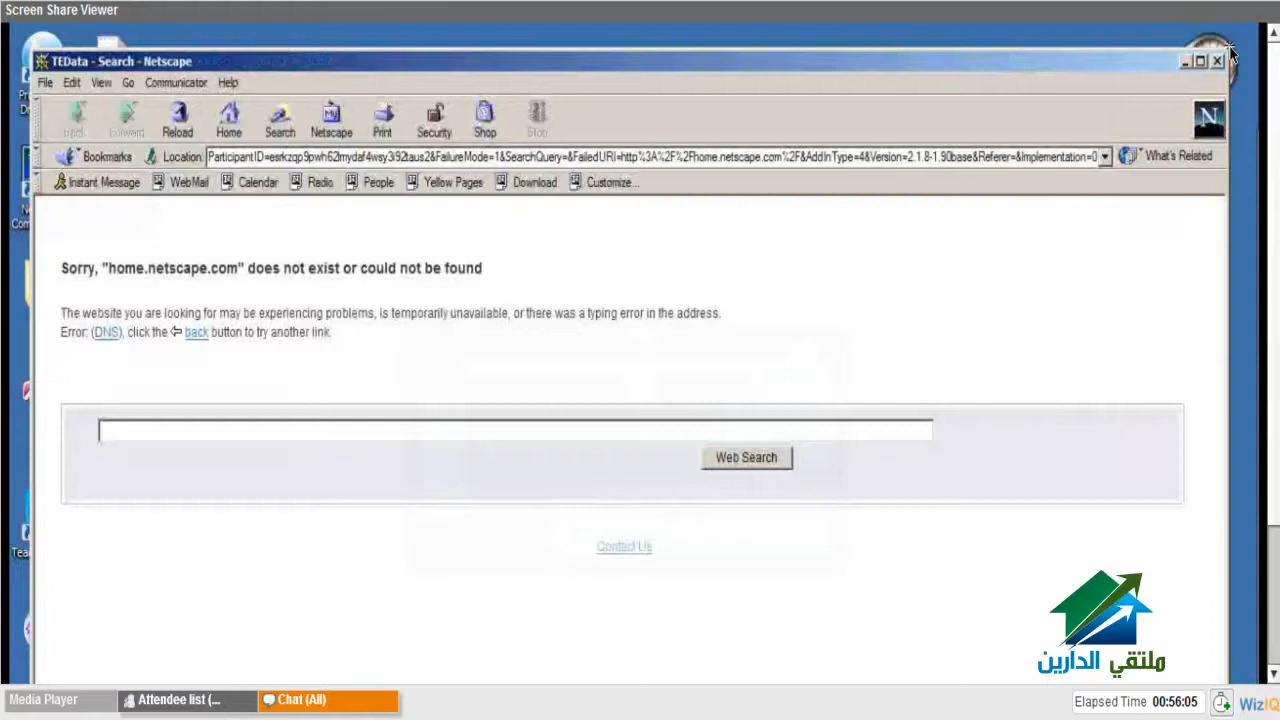 Screen Share Viewer
TEData - Search - Netscape
File Edit View Go Communicator Help
Back Forward Reload Home Search Netscape Print Security Shop Stop
Bookmarks Location: ParticipantID=esrkzqp9pwh62lmydaf4wsy3i92taus2&FailureMode=1&SearchQuery=&FailedURI=http%3A%2F%2Fhome.netscape.com%2F&AddInType=4&Version=2.1.8-1.90base&Referer=&Implementation=0 What's Related
Instant Message WebMail Calendar Radio People Yellow Pages Download Customize...
Sorry, "home.netscape.com" does not exist or could not be found
The website you are looking for may be experiencing problems, is temporarily unavailable, or there was a typing error in the address.
Error: (DNS), click the back button to try another link.
Web Search
Contact Us
ملتقي الدارين
Media Player Attendee list (... Chat (All) Elapsed Time 00:56:05 WizIQ